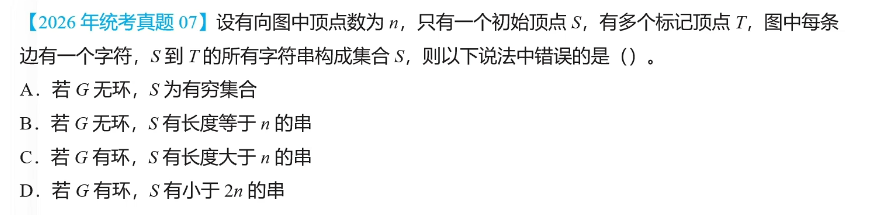 【2026 年统考真题 07】设有向图中顶点数为 n，只有一个初始顶点 S，有多个标记顶点 T，图中每条
边有一个字符，S 到 T 的所有字符串构成集合 S，则以下说法中错误的是（）。
A．若 G 无环，S 为有穷集合
B．若 G 无环，S 有长度等于 n 的串
C．若 G 有环，S 有长度大于 n 的串
D．若 G 有环，S 有小于 2n 的串